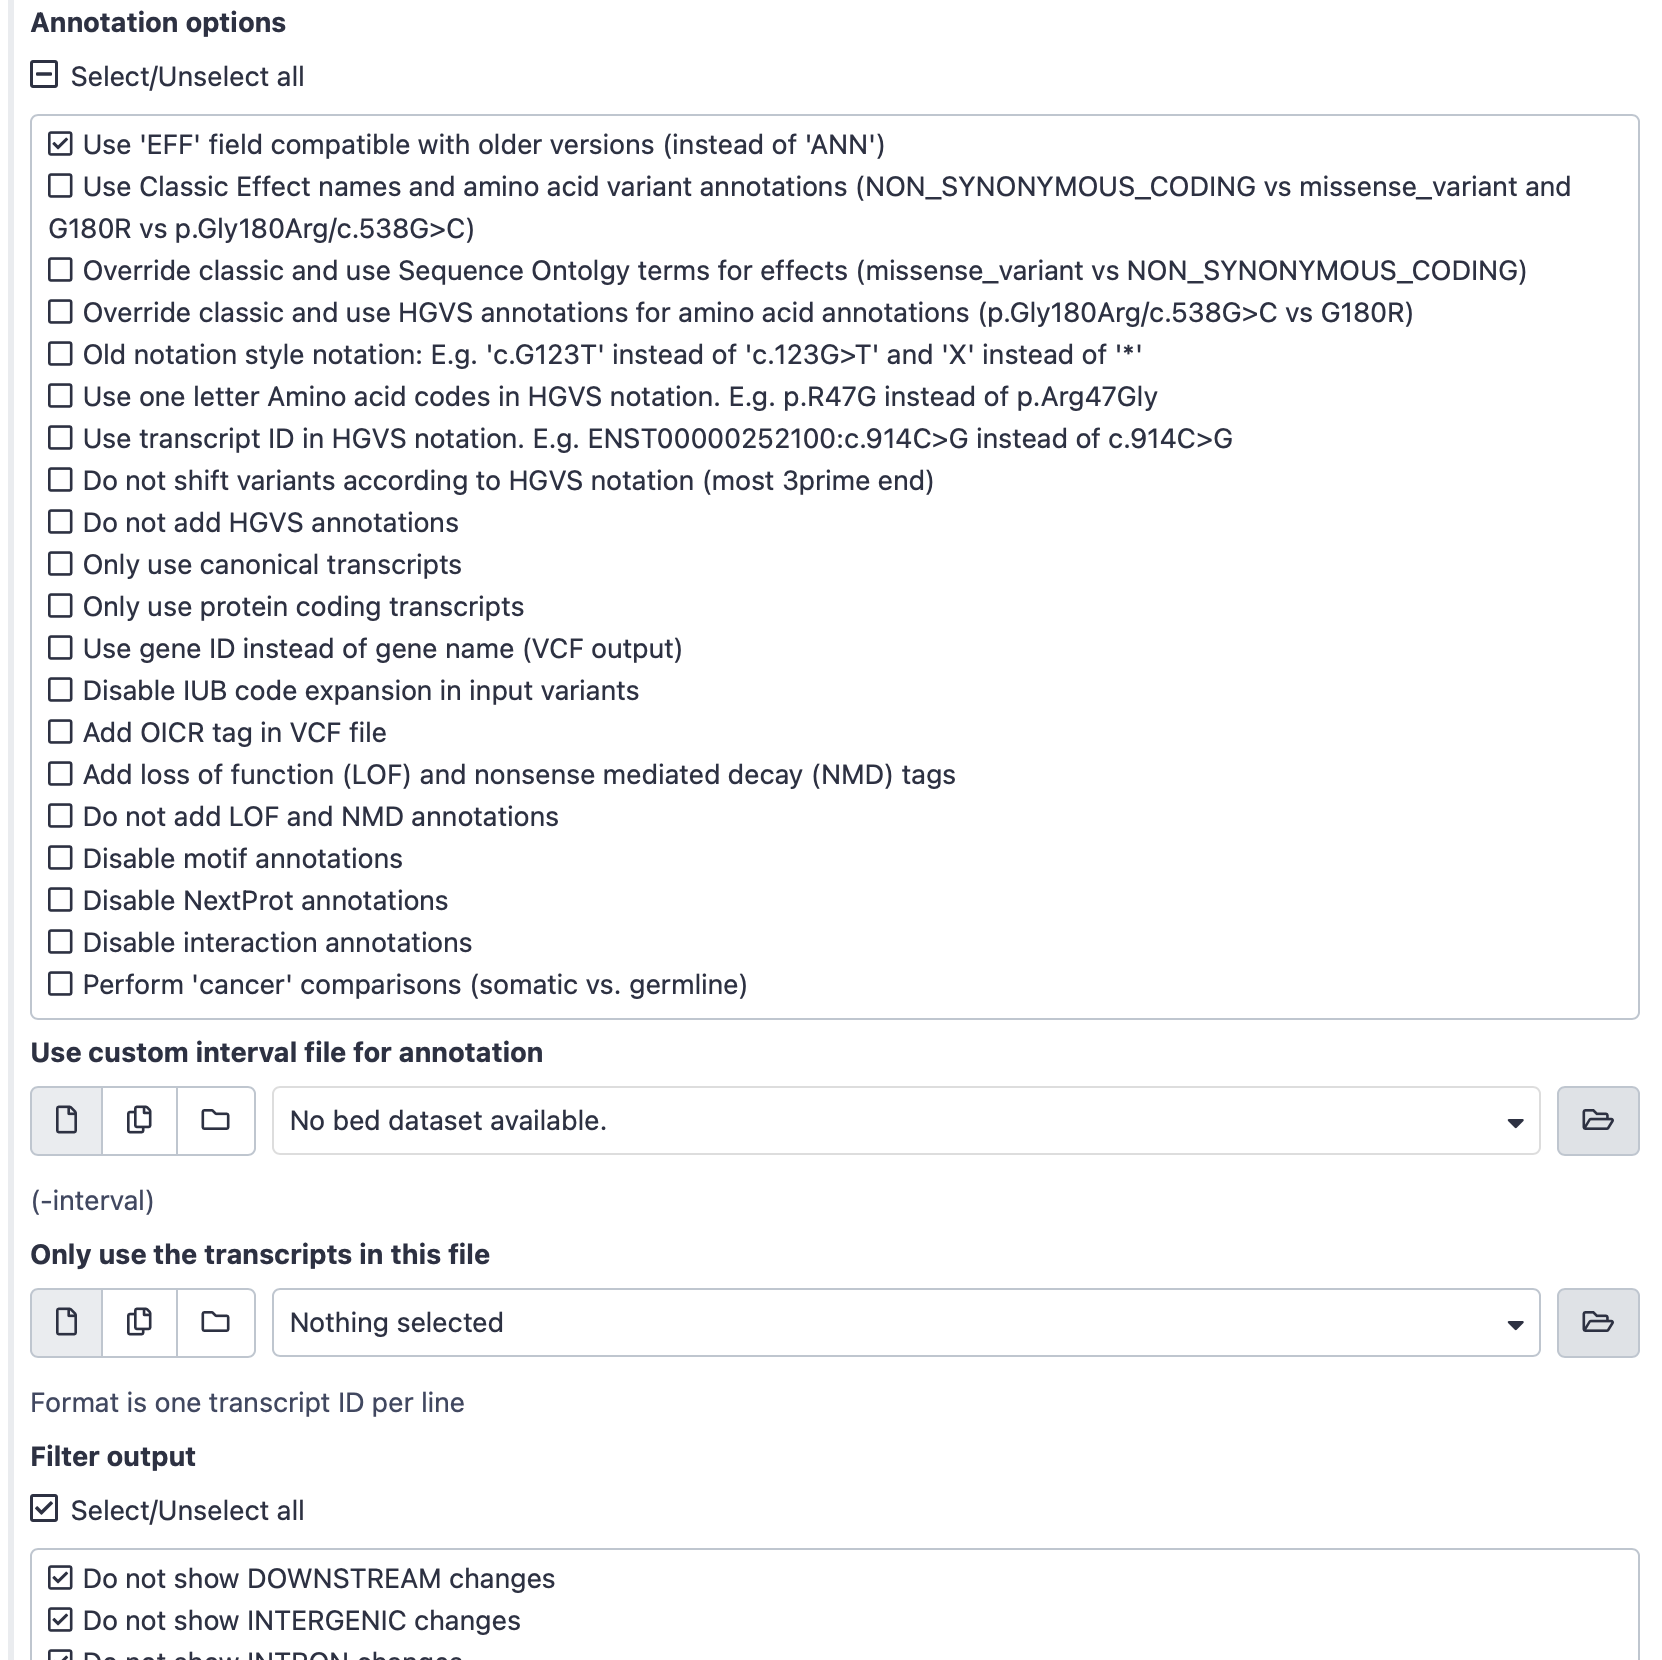 Annotation options
Select/Unselect all
Use 'EFF' field compatible with older versions (instead of 'ANN')
Use Classic Effect names and amino acid variant annotations (NON_SYNONYMOUS_CODING vs missense_variant and
G180R vs p.Gly180Arg/c.538G>C)
Override classic and use Sequence Ontolgy terms for effects (missense_variant vs NON_SYNONYMOUS_CODING)
Override classic and use HGVS annotations for amino acid annotations (p.Gly180Arg/c.538G>C vs G180R)
Old notation style notation: E.g. 'c.G123T' instead of 'c.123G>T' and 'X' instead of '*'
Use one letter Amino acid codes in HGVS notation. E.g. p.R47G instead of p.Arg47Gly
Use transcript ID in HGVS notation. E.g. ENST00000252100:c.914C>G instead of c.914C>G
Do not shift variants according to HGVS notation (most 3prime end)
Do not add HGVS annotations
Only use canonical transcripts
Only use protein coding transcripts
Use gene ID instead of gene name (VCF output)
Disable IUB code expansion in input variants
Add OICR tag in VCF file
Add loss of function (LOF) and nonsense mediated decay (NMD) tags
Do not add LOF and NMD annotations
Disable motif annotations
Disable NextProt annotations
Disable interaction annotations
Perform 'cancer' comparisons (somatic vs. germline)
Use custom interval file for annotation
No bed dataset available.
(-interval)
Only use the transcripts in this file
Nothing selected
Format is one transcript ID per line
Filter output
Select/Unselect all
Do not show DOWNSTREAM changes
Do not show INTERGENIC changes
Do not show INTRON changes